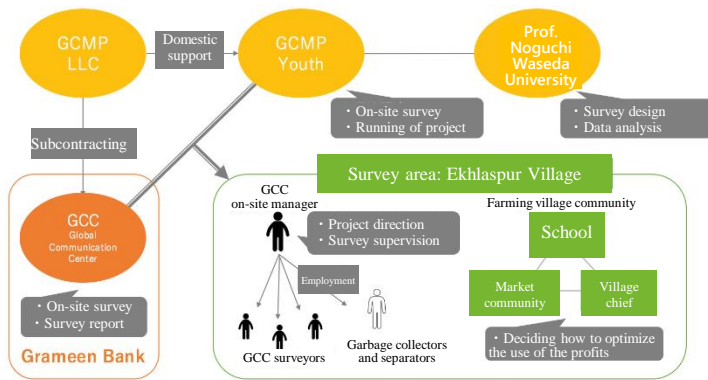 GCMP
LLC
Domestic
support
GCMP
Youth
Prof.
Noguchi
Waseda
University
・On-site survey
・Running of project
・Survey design
・Data analysis
Subcontracting
GCC
Global
Communication
Center
・On-site survey
・Survey report
Grameen Bank
Survey area: Ekhlaspur Village
GCC
on-site manager
・Project direction
・Survey supervision
Employment
GCC surveyors
Garbage collectors
and separators
Farming village community
School
Market
community
Village
chief
・Deciding how to optimize
the use of the profits